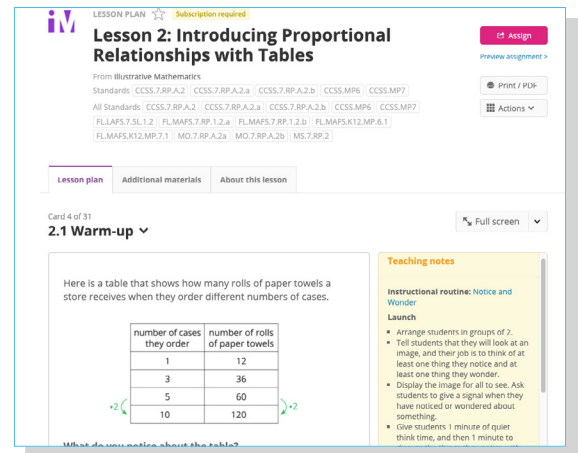 iM
LESSON PLAN Subscription required
Lesson 2: Introducing Proportional
Relationships with Tables
From Illustrative Mathematics
Standards CCSS.7.RP.A.2 CCSS.7.RP.A.2.a CCSS.7.RP.A.2.b CCSS.MP6 CCSS.MP7
All Standards CCSS.7.RP.A.2 CCSS.7.RP.A.2.a CCSS.7.RP.A.2.b CCSS.MP6 CCSS.MP7
FL.LAFS.7.SL.1.2 FL.MAFS.7.RP.1.2.a FL.MAFS.7.RP.1.2.b FL.MAFS.K12.MP.6.1
FL.MAFS.K12.MP.7.1 MO.7.RP.A.2a MO.7.RP.A.2b MS.7.RP.2
Assign
Preview assignment >
Print / PDF
Actions
Lesson plan Additional materials About this lesson
Card 4 of 31
2.1 Warm-up
Full screen
Here is a table that shows how many rolls of paper towels a
store receives when they order different numbers of cases.
number of cases they order number of rolls of paper towels
1 12
3 36
5 60
10 120
•2 •2
What do you notice about the table?
Teaching notes
Instructional routine: Notice and
Wonder
Launch
Arrange students in groups of 2.
Tell students that they will look at an
image, and their job is to think of at
least one thing they notice and at
least one thing they wonder.
Display the image for all to see. Ask
students to give a signal when they
have noticed or wondered about
something.
Give students 1 minute of quiet
think time, and then 1 minute to